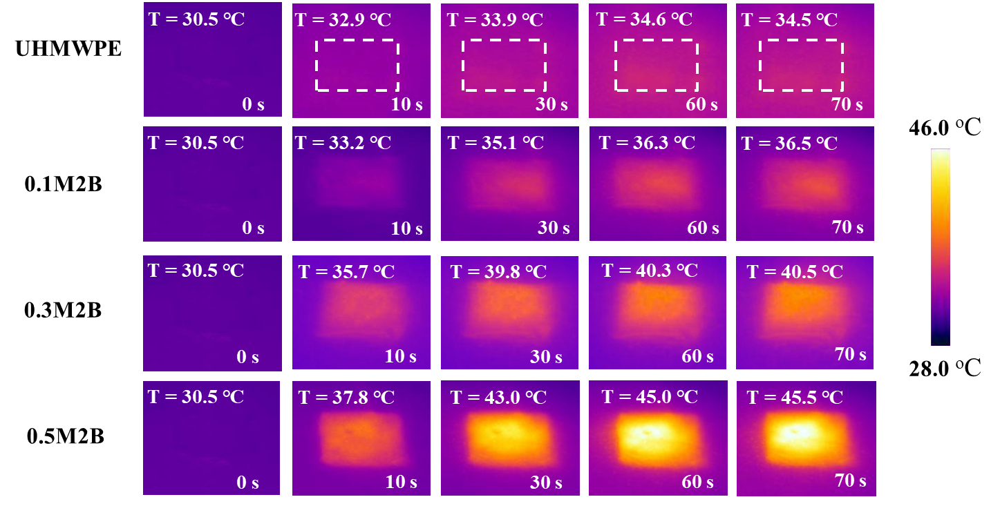 UHMWPE
T = 30.5 ℃
0 s
T = 32.9 ℃
10 s
T = 33.9 ℃
30 s
T = 34.6 ℃
60 s
T = 34.5 ℃
70 s
0.1M2B
T = 30.5 ℃
0 s
T = 33.2 ℃
10 s
T = 35.1 ℃
30 s
T = 36.3 ℃
60 s
T = 36.5 ℃
70 s
0.3M2B
T = 30.5 ℃
0 s
T = 35.7 ℃
10 s
T = 39.8 ℃
30 s
T = 40.3 ℃
60 s
T = 40.5 ℃
70 s
0.5M2B
T = 30.5 ℃
0 s
T = 37.8 ℃
10 s
T = 43.0 ℃
30 s
T = 45.0 ℃
60 s
T = 45.5 ℃
70 s
46.0 ℃
28.0 ℃